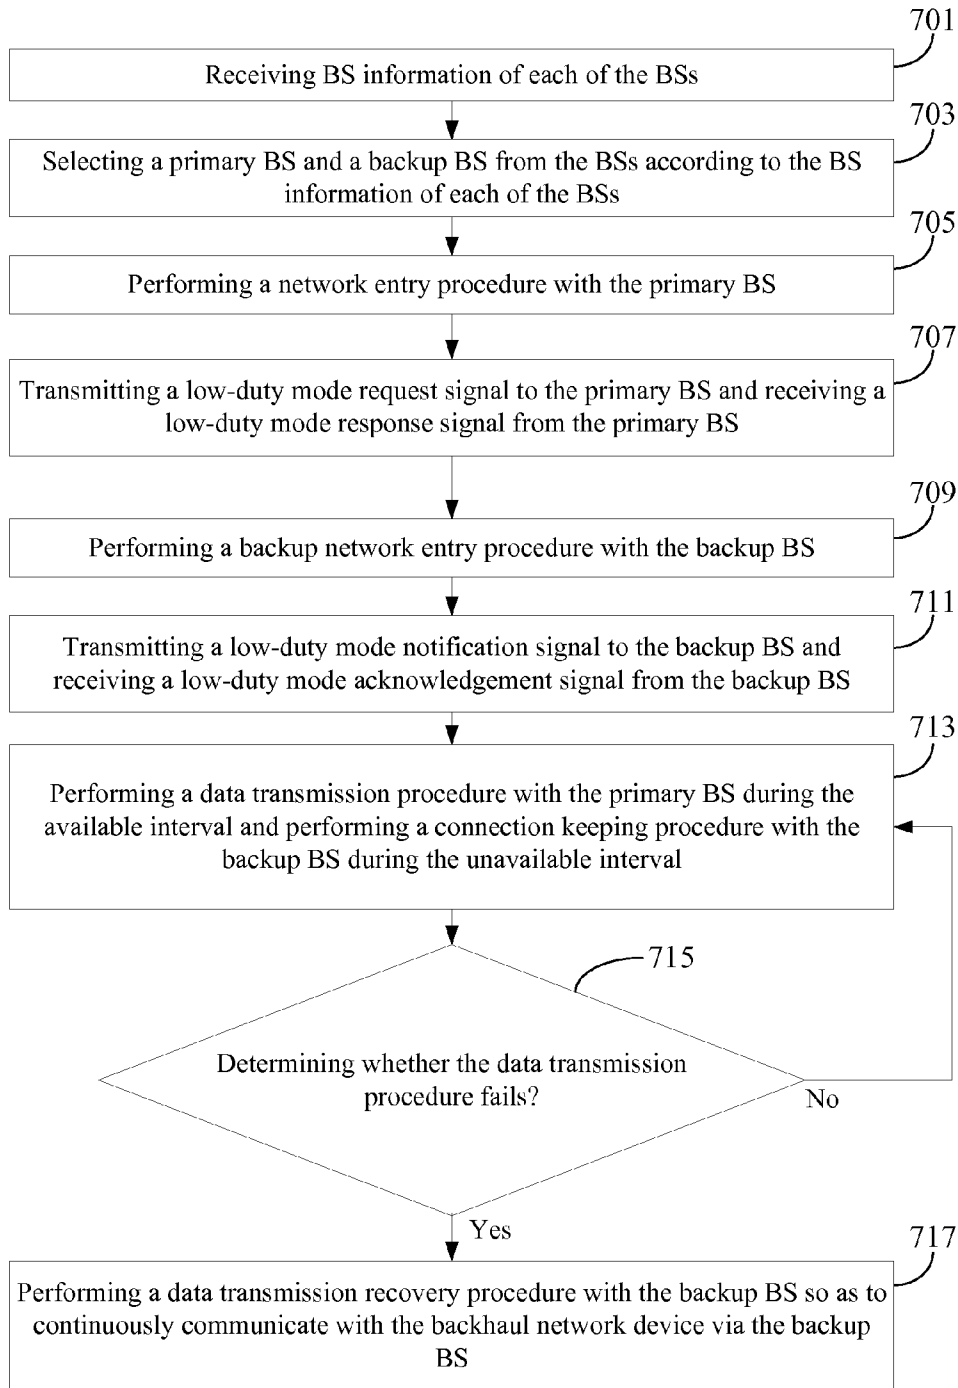 701
Receiving BS information of each of the BSs
703
Selecting a primary BS and a backup BS from the BSs according to the BS
information of each of the BSs
705
Performing a network entry procedure with the primary BS
707
Transmitting a low-duty mode request signal to the primary BS and receiving a
low-duty mode response signal from the primary BS
709
Performing a backup network entry procedure with the backup BS
711
Transmitting a low-duty mode notification signal to the backup BS and
receiving a low-duty mode acknowledgement signal from the backup BS
713
Performing a data transmission procedure with the primary BS during the
available interval and performing a connection keeping procedure with the
backup BS during the unavailable interval
715
Determining whether the data transmission
procedure fails?
No
Yes
717
Performing a data transmission recovery procedure with the backup BS so as to
continuously communicate with the backhaul network device via the backup
BS